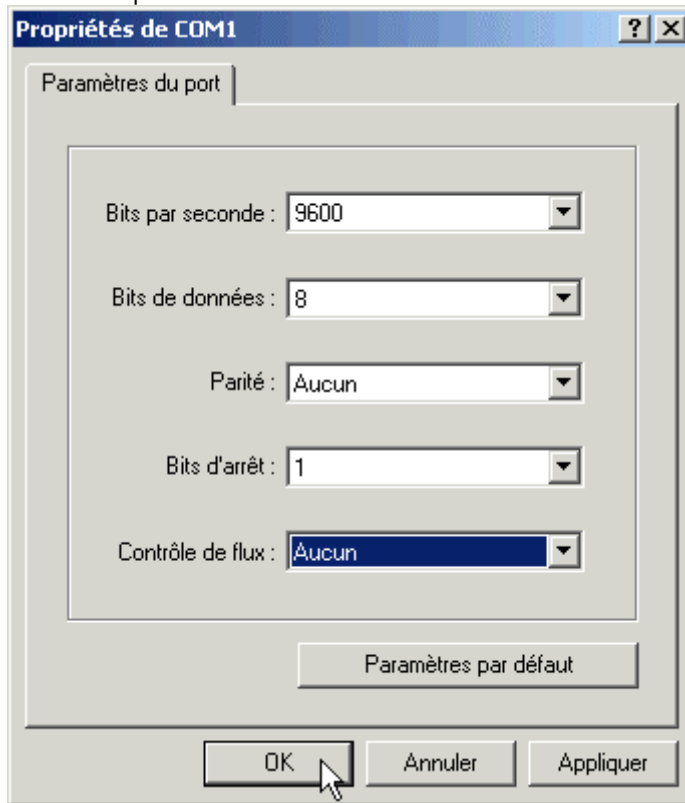 Propriétés de COM1
Paramètres du port
Bits par seconde : 9600
Bits de données : 8
Parité : Aucun
Bits d'arrêt : 1
Contrôle de flux : Aucun
Paramètres par défaut
OK Annuler Appliquer